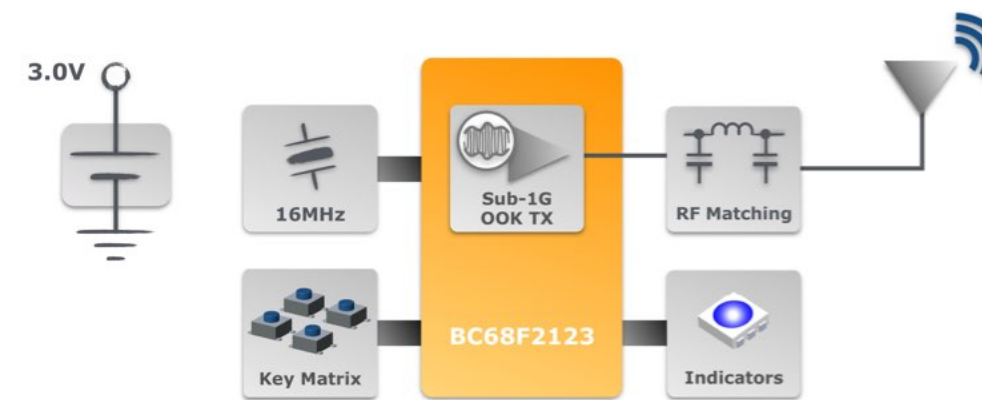 3.0V
16MHz
Sub-1G
OOK TX
RF Matching
Key Matrix
BC68F2123
Indicators